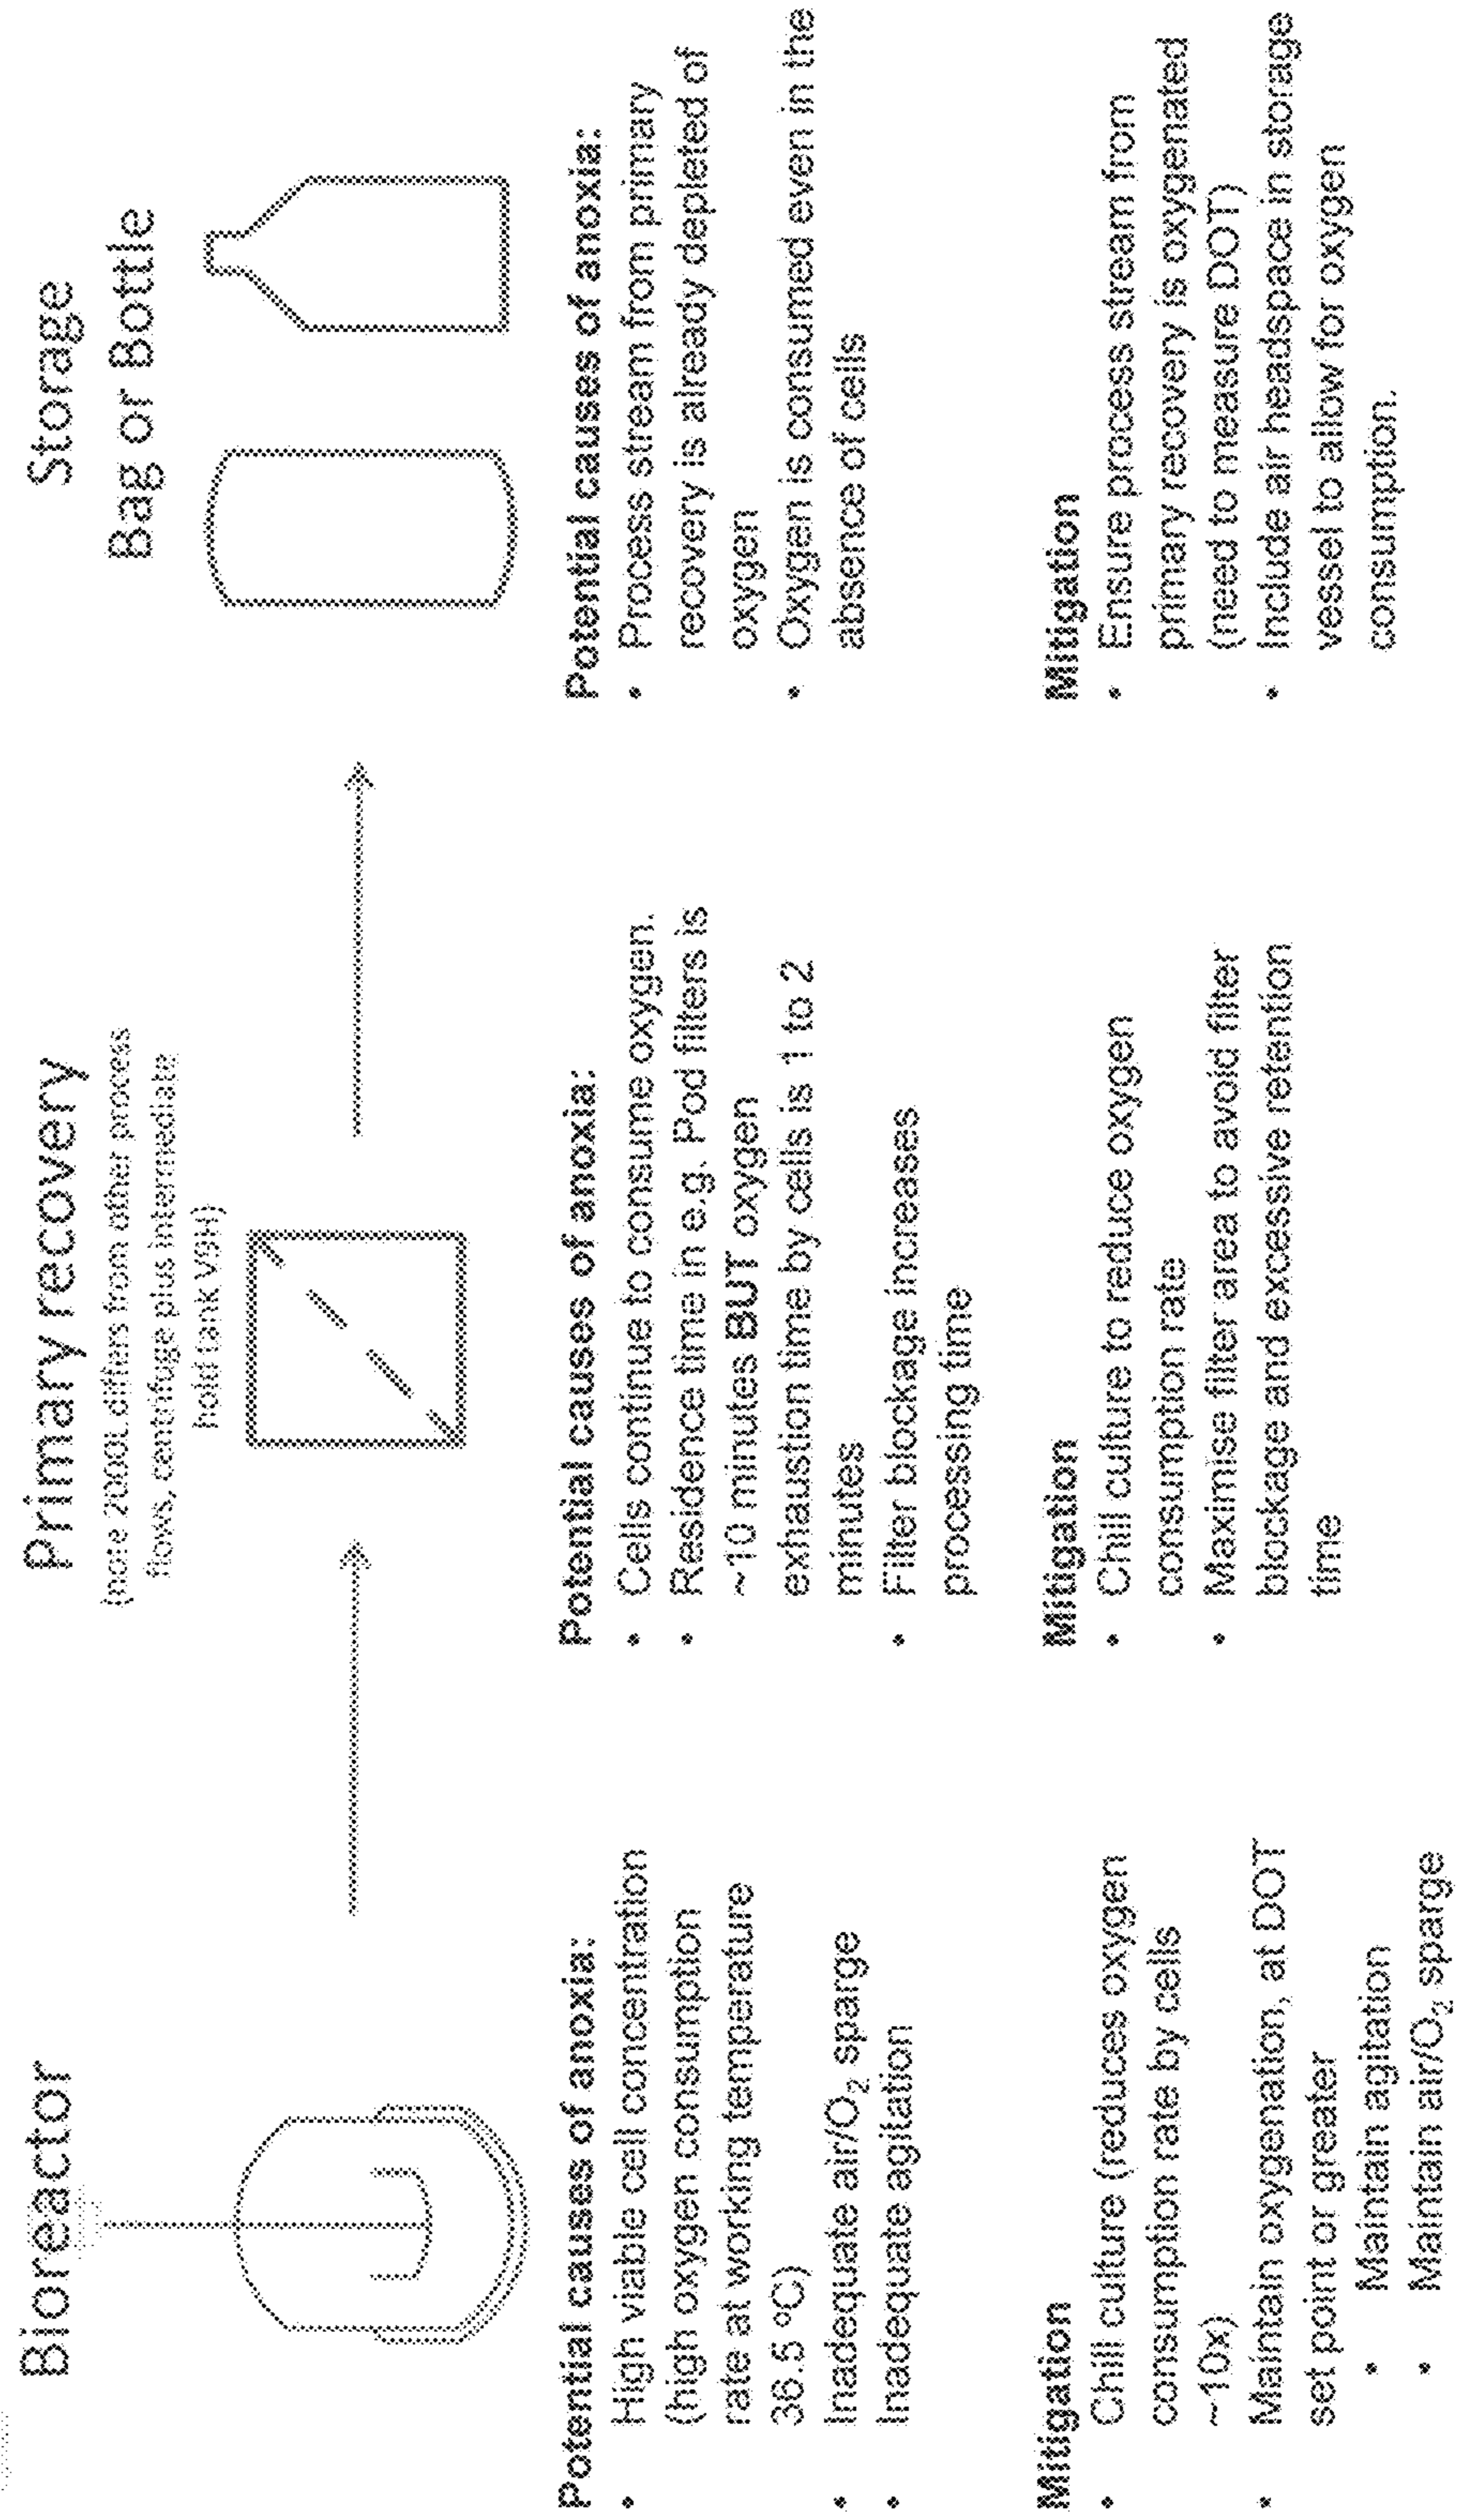 Bioreactor
Potential causes of anoxia:
• High viable cell concentration
(high oxygen consumption
rate at working temperature
36.5 ºC)
• Inadequate air/O₂ sparge
• Inadequate agitation
Mitigation
• Chill culture (reduces oxygen
consumption rate by cells
~10x)
• Maintain oxygenation, at DOT
set point or greater
• Maintain agitation
• Maintain air/O₂ sparge
Primary recovery
(note 2000L differs from other process
flows, centrifuge plus intermediate
hold tank V9H)
Potential causes of anoxia:
• Cells continue to consume oxygen.
• Residence time in e.g. Pod filters is
~10 minutes BUT oxygen
exhaustion time by cells is 1 to 2
minutes
• Filter blockage increases
processing time
Mitigation
• Chill culture to reduce oxygen
consumption rate
• Maximise filter area to avoid filter
blockage and excessive retention
time
Storage
Bag or Bottle
Potential causes of anoxia:
• Process stream from primary
recovery is already depleted of
oxygen
• Oxygen is consumed even in the
absence of cells
Mitigation
• Ensure process stream from
primary recovery is oxygenated
(need to measure DOT)
• Include air headspace in storage
vessel to allow for oxygen
consumption.